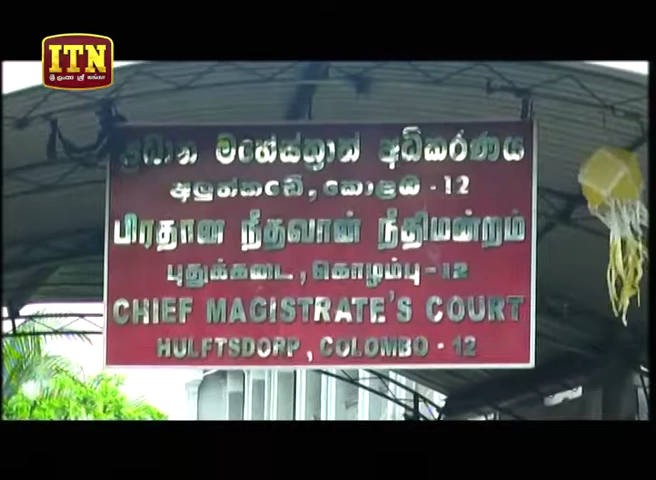 ITN
ශ්‍රී ලංකා இலங்கை
ප්‍රධාන මහේස්ත්‍රාත් අධිකරණය
අලුත්කඩේ, කොළඹ - 12
பிரதான நீதவான் நீதிமன்றம்
புதுக்கடை, கொழும்பு - 12
CHIEF MAGISTRATE'S COURT
HULFTSDORP, COLOMBO - 12